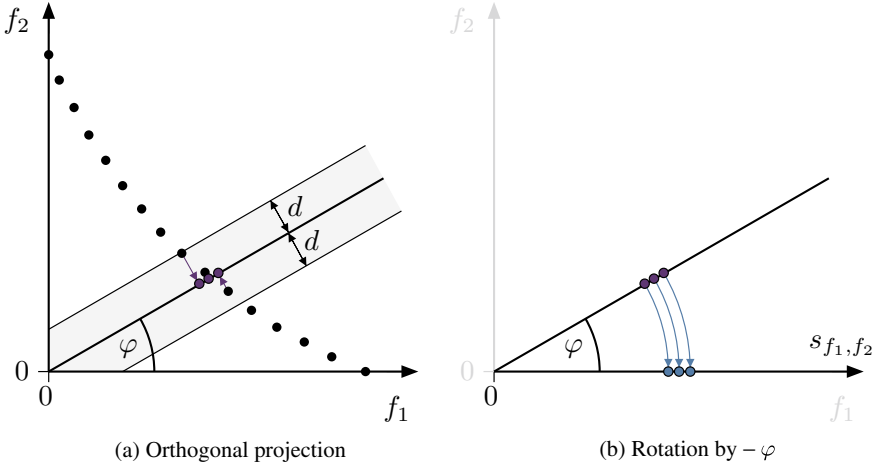 f₂
d
d
φ
0
0
f₁
(a) Orthogonal projection
f₂
φ
s_{f₁,f₂}
0
0
f₁
(b) Rotation by − φ